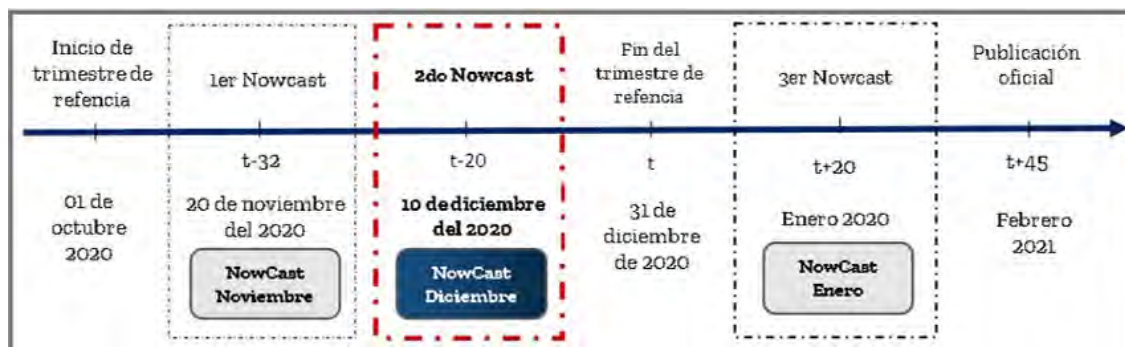 Inicio de
trimestre de
refencia
1er Nowcast
2do Nowcast
Fin del
trimestre de
refencia
3er Nowcast
Publicación
oficial
t-32
t-20
t
t+20
t+45
01 de
octubre
2020
20 de noviembre
del 2020
NowCast
Noviembre
10 de diciembre
del 2020
NowCast
Diciembre
31 de
diciembre
de 2020
Enero 2020
NowCast
Enero
Febrero
2021